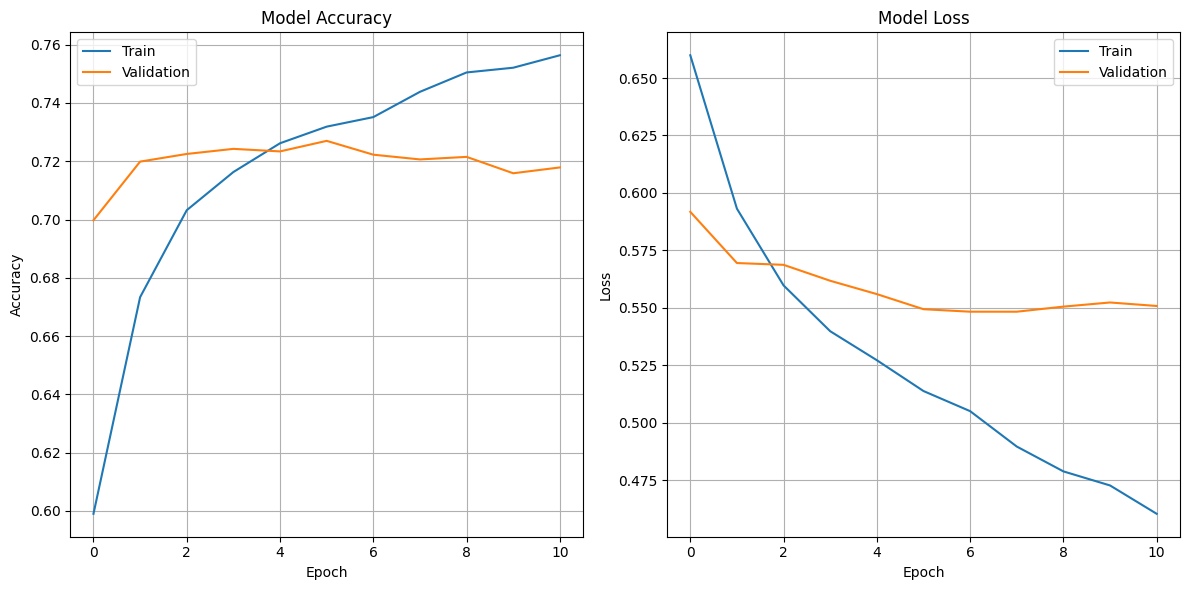 Model Accuracy
Train
Validation
0.76
0.74
0.72
0.70
0.68
0.66
0.64
0.62
0.60
Accuracy
0 2 4 6 8 10
Epoch
Model Loss
Train
Validation
0.650
0.625
0.600
0.575
0.550
0.525
0.500
0.475
Loss
0 2 4 6 8 10
Epoch